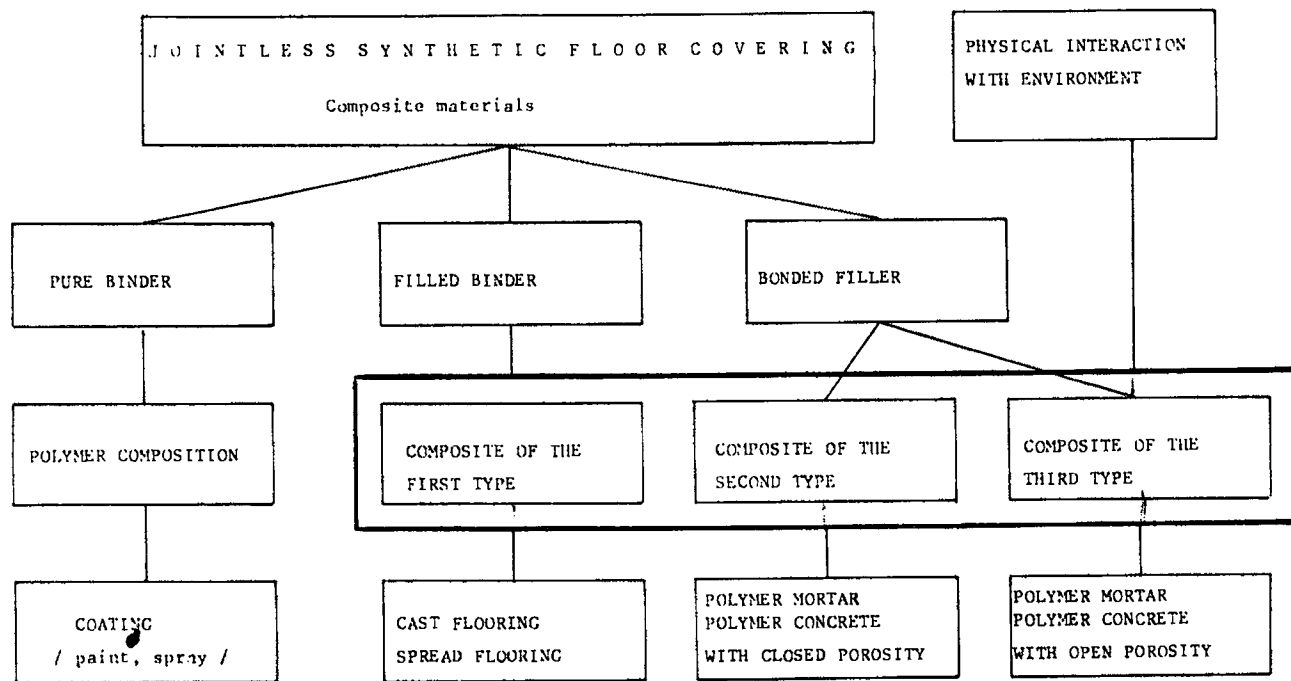 JOINTLESS SYNTHETIC FLOOR COVERING
Composite materials
PHYSICAL INTERACTION
WITH ENVIRONMENT
PURE BINDER
FILLED BINDER
BONDED FILLER
POLYMER COMPOSITION
COMPOSITE OF THE
FIRST TYPE
COMPOSITE OF THE
SECOND TYPE
COMPOSITE OF THE
THIRD TYPE
COATING
/ paint, spray /
CAST FLOORING
SPREAD FLOORING
POLYMER MORTAR
POLYMER CONCRETE
WITH CLOSED POROSITY
POLYMER MORTAR
POLYMER CONCRETE
WITH OPEN POROSITY